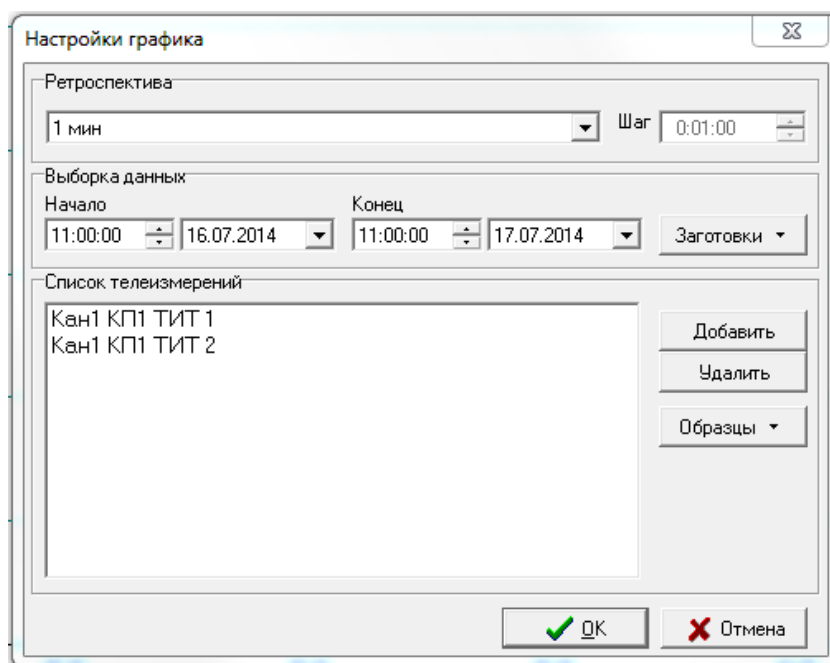 Настройки графика
Ретроспектива
1 мин
Шаг 0:01:00
Выборка данных
Начало Конец
11:00:00 16.07.2014 11:00:00 17.07.2014 Заготовки
Список телеизмерений
Кан1 КП1 ТИТ 1
Кан1 КП1 ТИТ 2
Добавить
Удалить
Образцы
OK Отмена